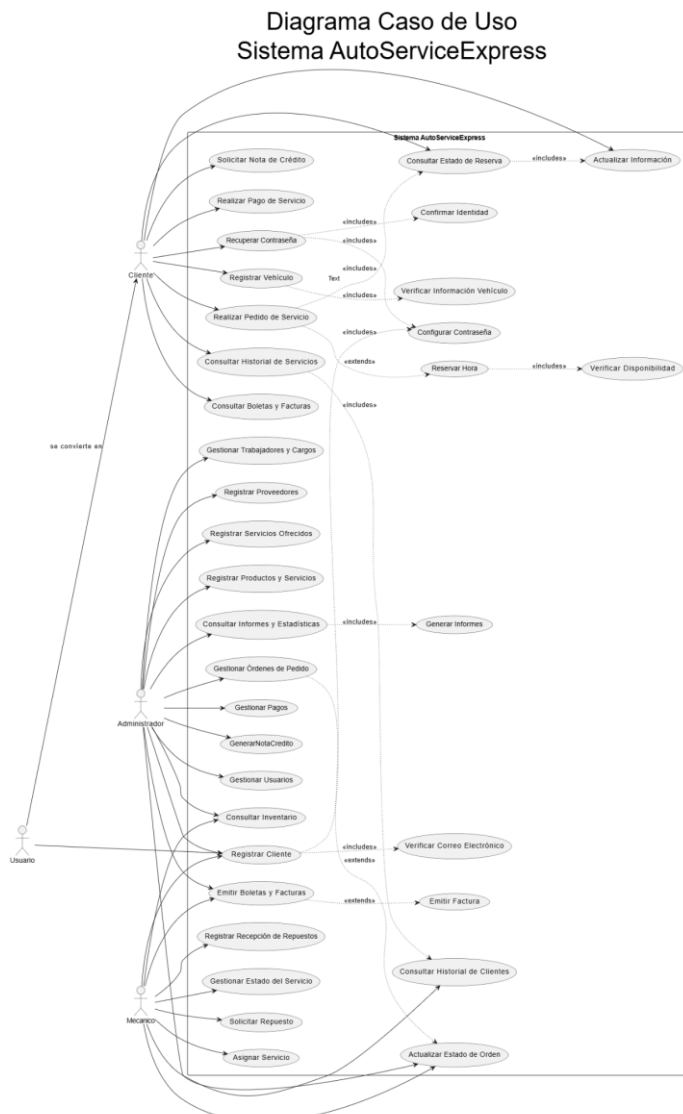 Diagrama Caso de Uso
Sistema AutoServiceExpress
Sistema AutoServiceExpress
Solicitar Nota de Crédito
Consultar Estado de Reserva
«includes»
Actualizar Información
Realizar Pago de Servicio
Confirmar Identidad
«includes»
Recuperar Contraseña
«includes»
Cliente
Registrar Vehículo
Text
«includes»
Verificar Información Vehículo
«includes»
Realizar Pedido de Servicio
«includes»
Configurar Contraseña
Consultar Historial de Servicios
«extends»
Reservar Hora
«includes»
Verificar Disponibilidad
Consultar Boletas y Facturas
«includes»
se convierte en
Gestionar Trabajadores y Cargos
Registrar Proveedores
Registrar Servicios Ofrecidos
Registrar Productos y Servicios
Consultar Informes y Estadísticas
«includes»
Generar Informes
Gestionar Órdenes de Pedido
Gestionar Pagos
Administrador
GenerarNotaCredito
Gestionar Usuarios
Consultar Inventario
Usuario
Registrar Cliente
«includes»
Verificar Correo Electrónico
«extends»
Emitir Boletas y Facturas
«extends»
Emitir Factura
Registrar Recepción de Repuestos
Consultar Historial de Clientes
Gestionar Estado del Servicio
Mecanico
Solicitar Repuesto
Asignar Servicio
Actualizar Estado de Orden